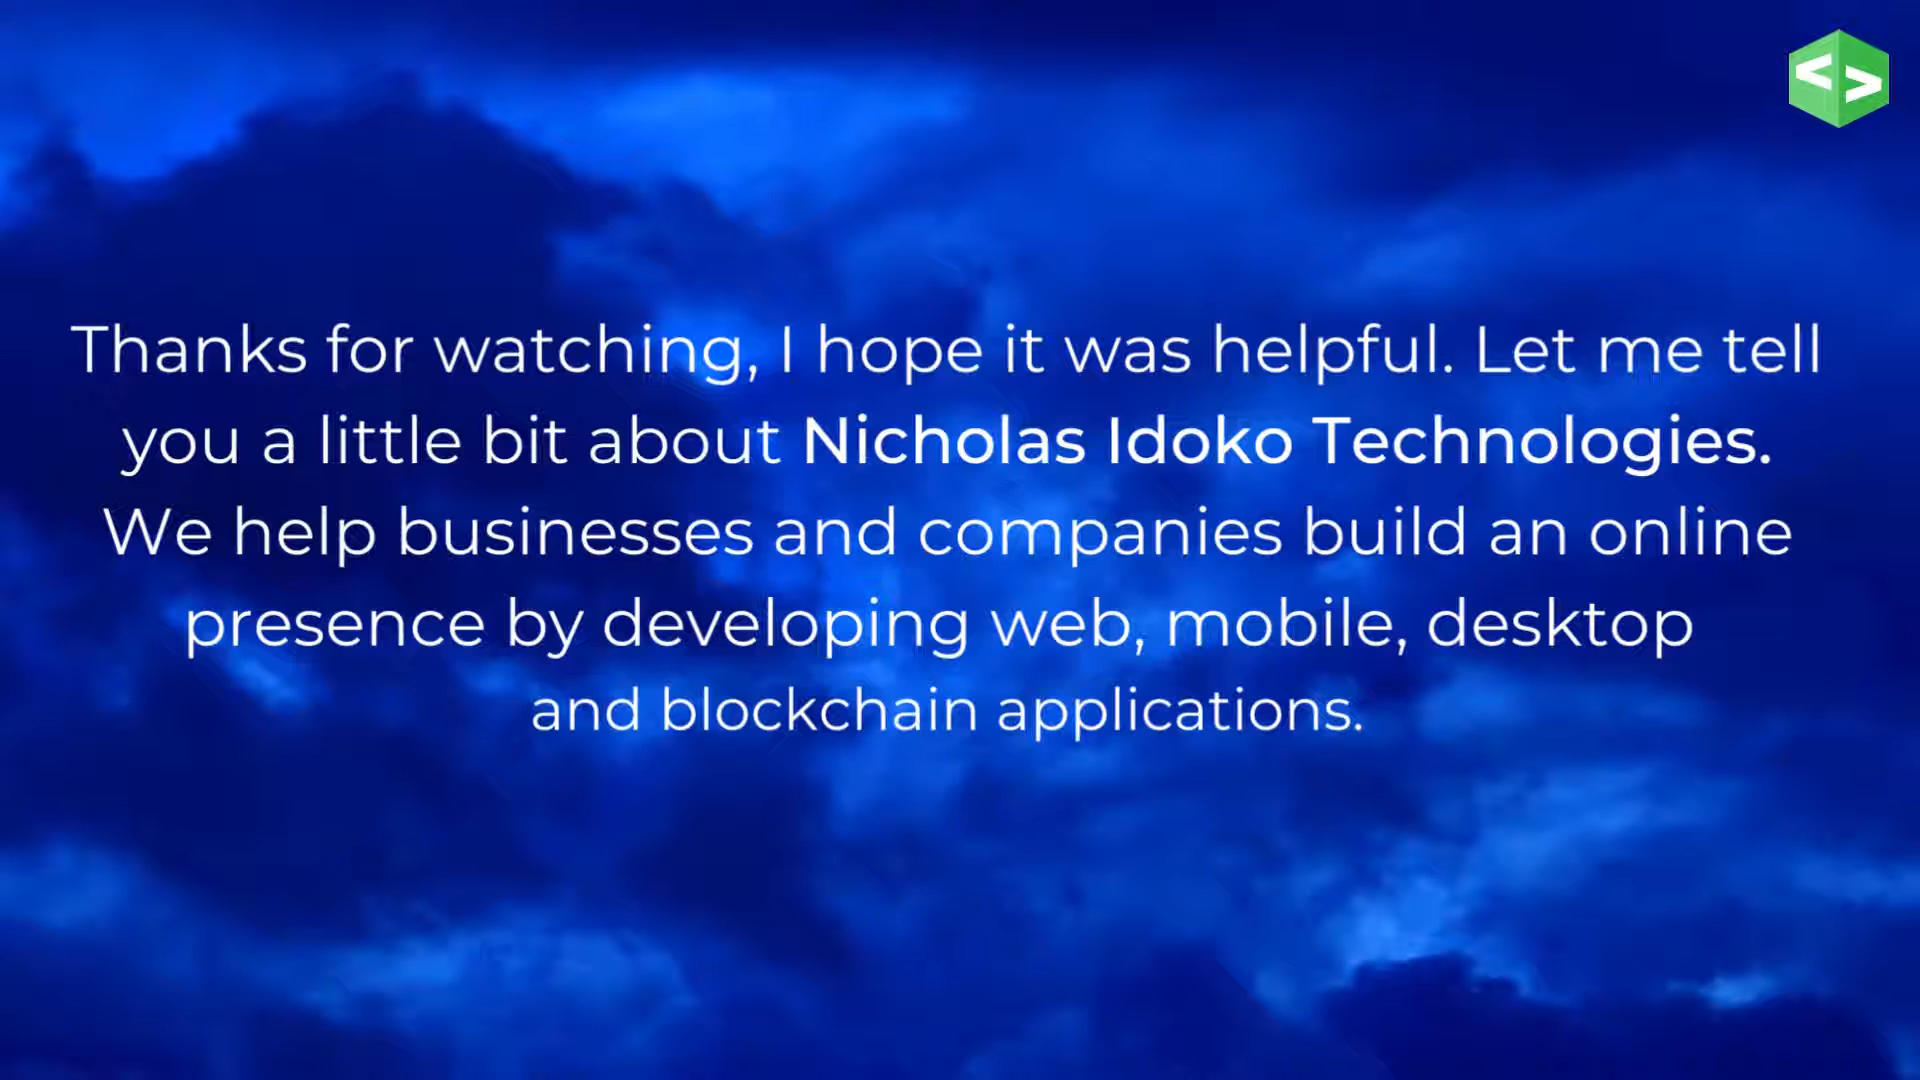 Thanks for watching, I hope it was helpful. Let me tell
you a little bit about Nicholas Idoko Technologies.
We help businesses and companies build an online
presence by developing web, mobile, desktop
and blockchain applications.